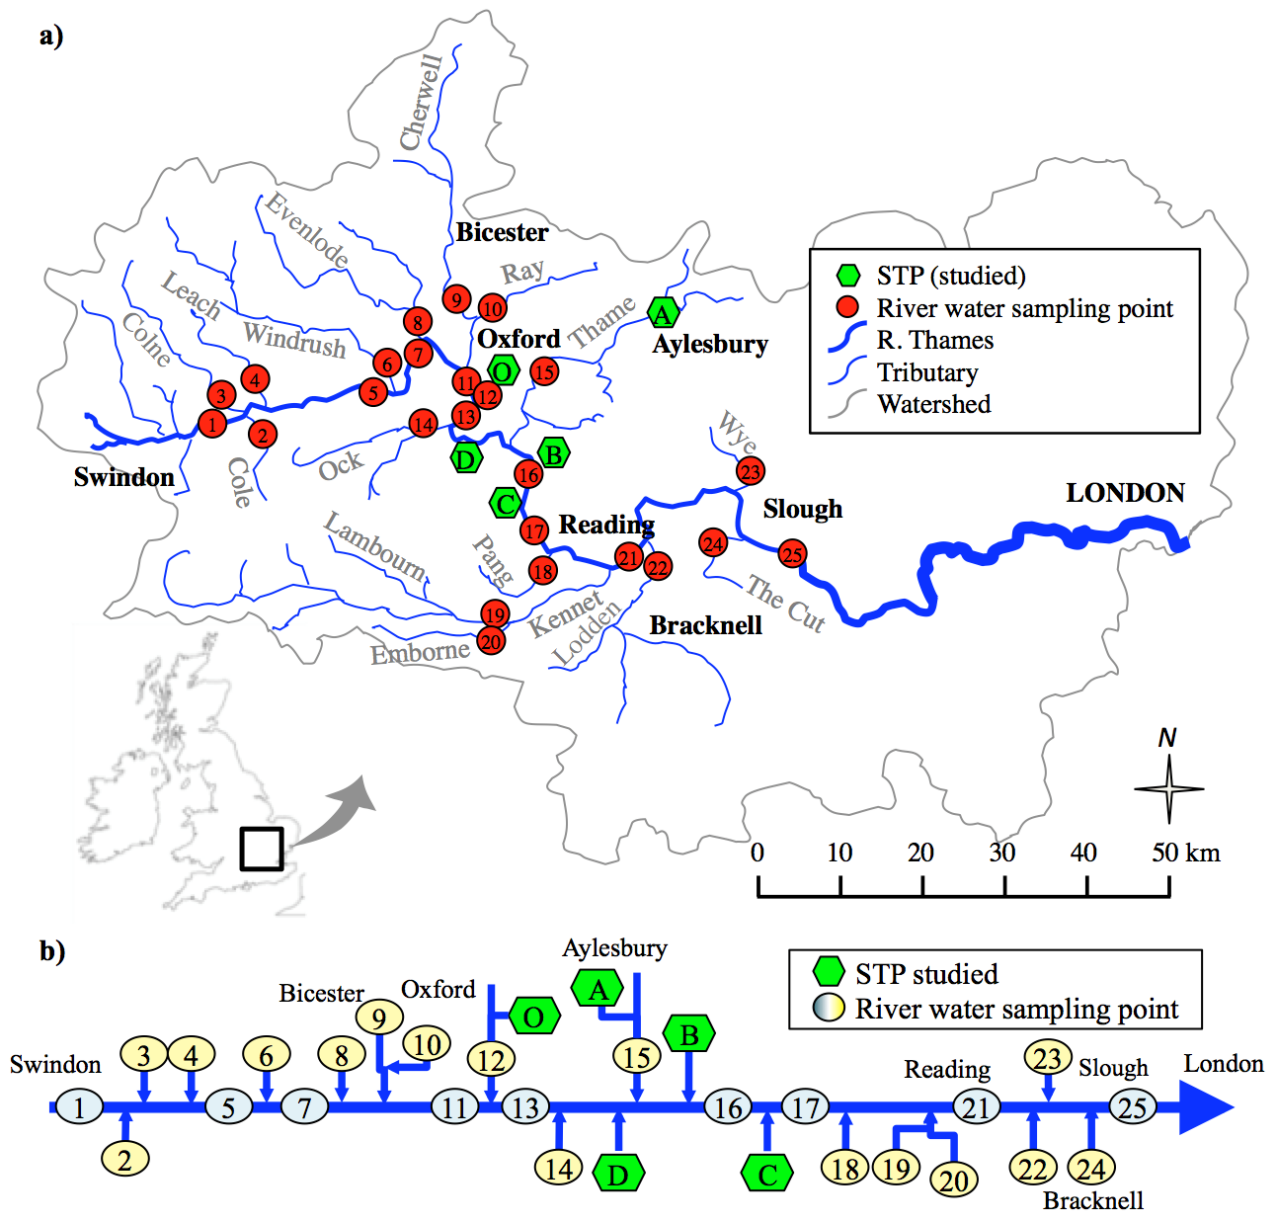 a)
Cherwell
Evenlode
Bicester
Ray
Leach
Colne
Windrush
Thame
Oxford
Aylesbury
STP (studied)
River water sampling point
R. Thames
Tributary
Watershed
9
10
8
7
6
5
4
3
2
1
11
12
13
14
15
O
A
B
C
D
16
17
18
19
20
21
22
23
24
25
Swindon
Cole
Ock
Wye
Slough
LONDON
Reading
Lambourn
Pang
Kennet
Lodden
Emborne
Bracknell
The Cut
N
0 10 20 30 40 50 km
b)
Aylesbury
STP studied
River water sampling point
Bicester
Oxford
A
9
O
10
B
Swindon
3
4
6
8
12
15
Reading
23
Slough
London
1
5
7
11
13
16
17
21
25
2
14
D
C
18
19
20
22
24
Bracknell